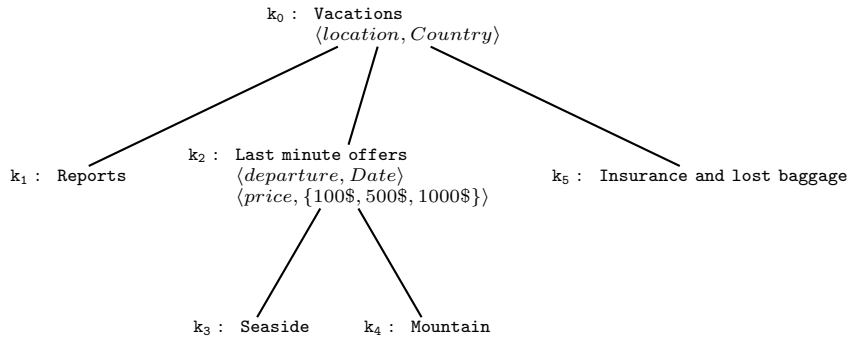 k₀ : Vacations
⟨location, Country⟩
k₁ : Reports
k₂ : Last minute offers
⟨departure, Date⟩
⟨price, {100$, 500$, 1000$}⟩
k₅ : Insurance and lost baggage
k₃ : Seaside
k₄ : Mountain